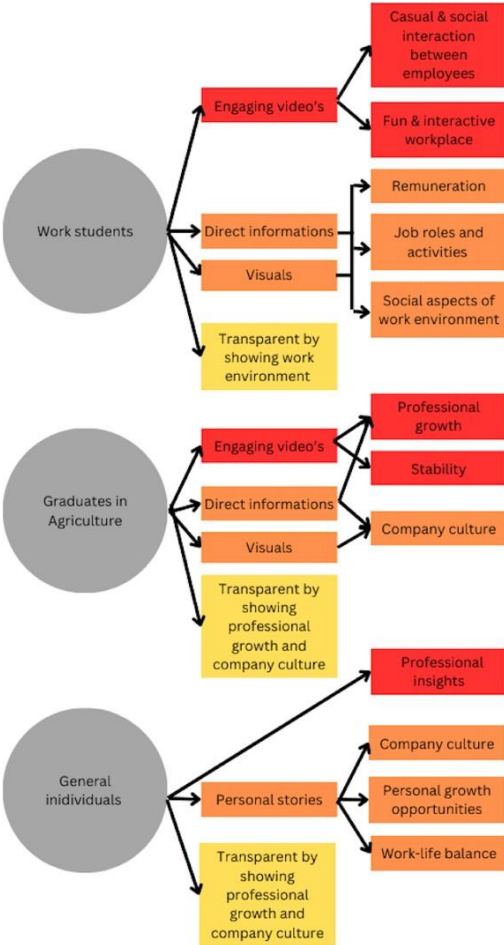 Casual & social
interaction
between
employees
Engaging video's
Fun & interactive
workplace
Remuneration
Work students
Direct informations
Job roles and
activities
Visuals
Social aspects of
work environment
Transparent by
showing work
environment
Professional
growth
Engaging video's
Stability
Graduates in
Agriculture
Direct informations
Company culture
Visuals
Transparent by
showing
professional
growth and
company culture
Professional
insights
Company culture
General
inidividuals
Personal stories
Personal growth
opportunities
Work-life balance
Transparent by
showing
professional
growth and
company culture